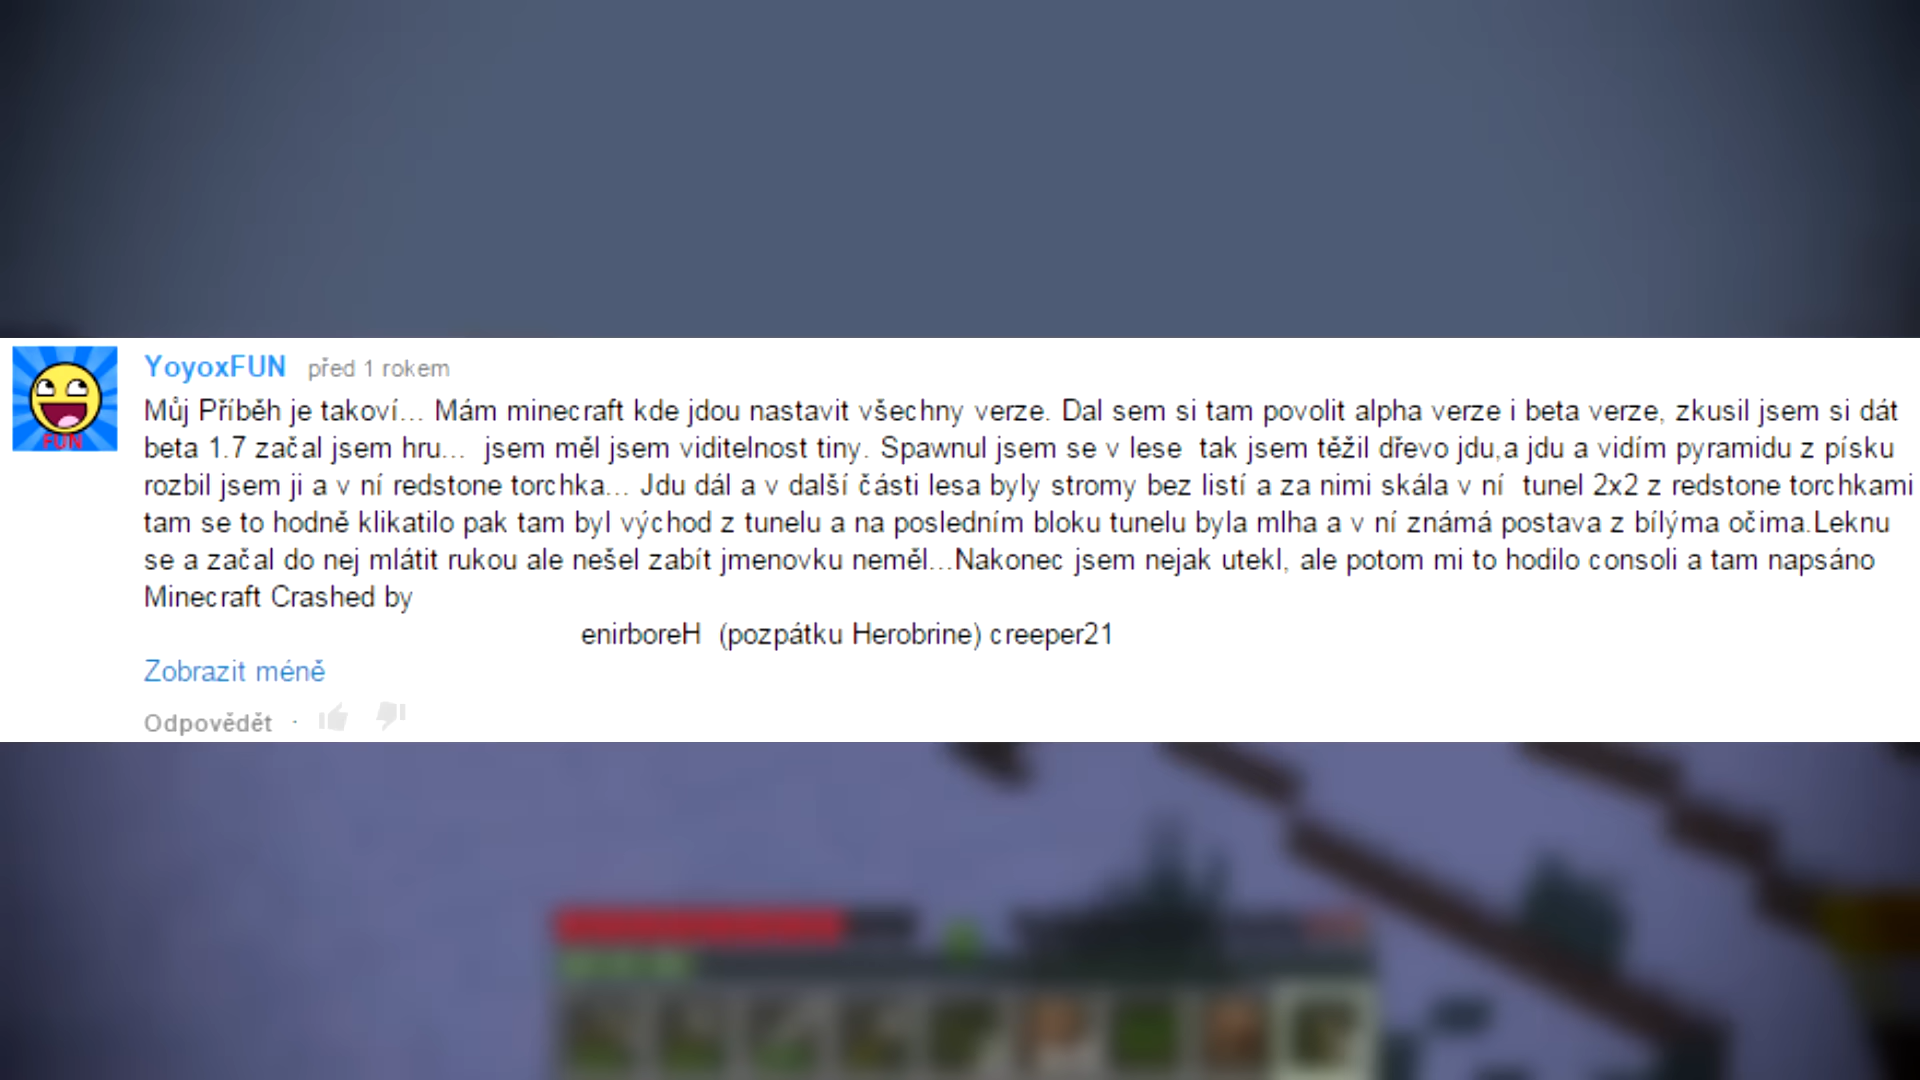 YoyoxFUN před 1 rokem
Můj Příběh je takoví... Mám minecraft kde jdou nastavit všechny verze. Dal sem si tam povolit alpha verze i beta verze, zkusil jsem si dát
beta 1.7 začal jsem hru... jsem měl jsem viditelnost tiny. Spawnul jsem se v lese tak jsem těžil dřevo jdu,a jdu a vidím pyramidu z písku
rozbil jsem ji a v ní redstone torchka... Jdu dál a v další části lesa byly stromy bez listí a za nimi skála v ní tunel 2x2 z redstone torchkami
tam se to hodně klikatilo pak tam byl východ z tunelu a na posledním bloku tunelu byla mlha a v ní známá postava z bílýma očima.Leknu
se a začal do nej mlátit rukou ale nešel zabít jmenovku neměl...Nakonec jsem nejak utekl, ale potom mi to hodilo consoli a tam napsáno
Minecraft Crashed by
enirboreH (pozpátku Herobrine) creeper21
Zobrazit méně
Odpovědět ·
FUN